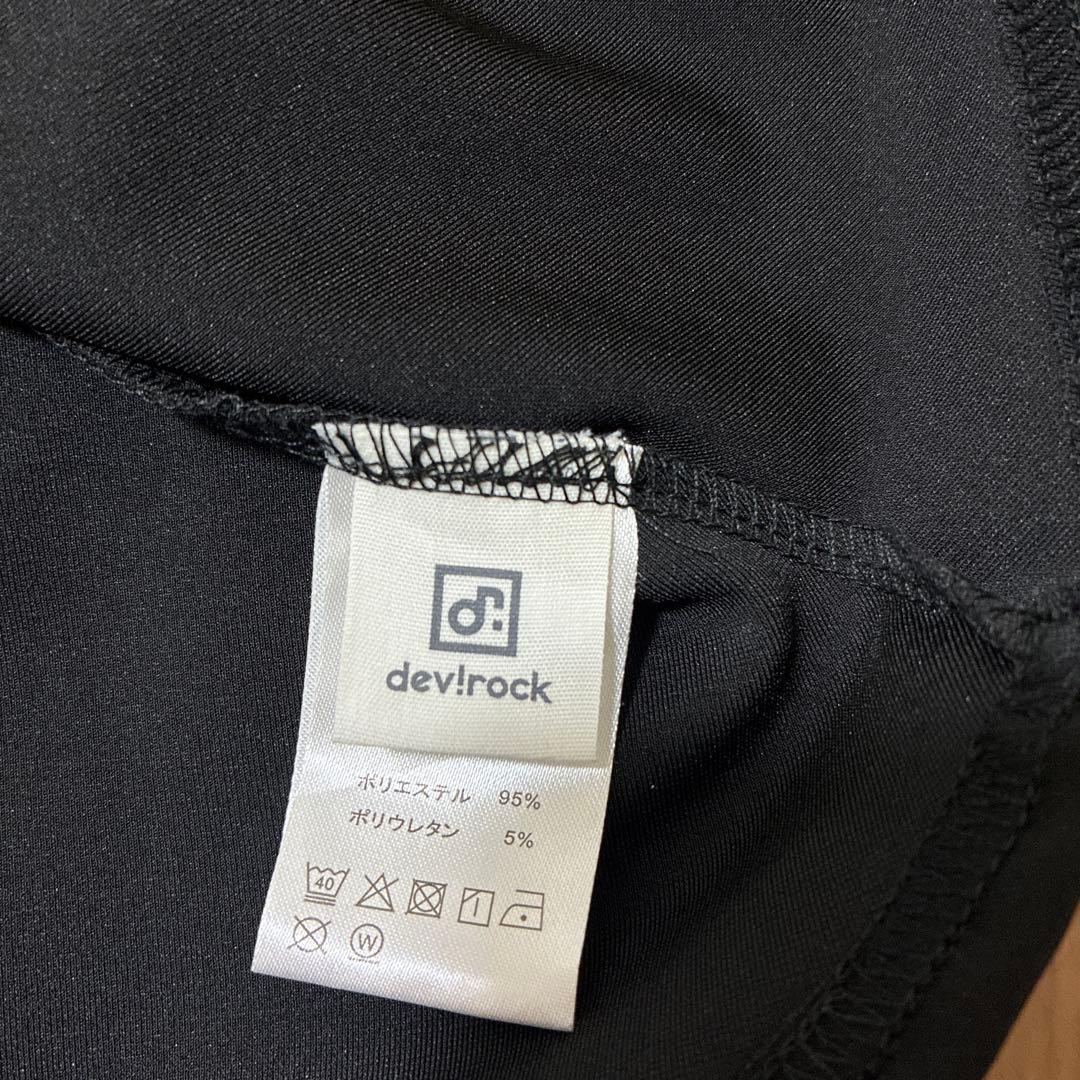 dev!rock
ポリエステル 95%
ポリウレタン 5%
40
W